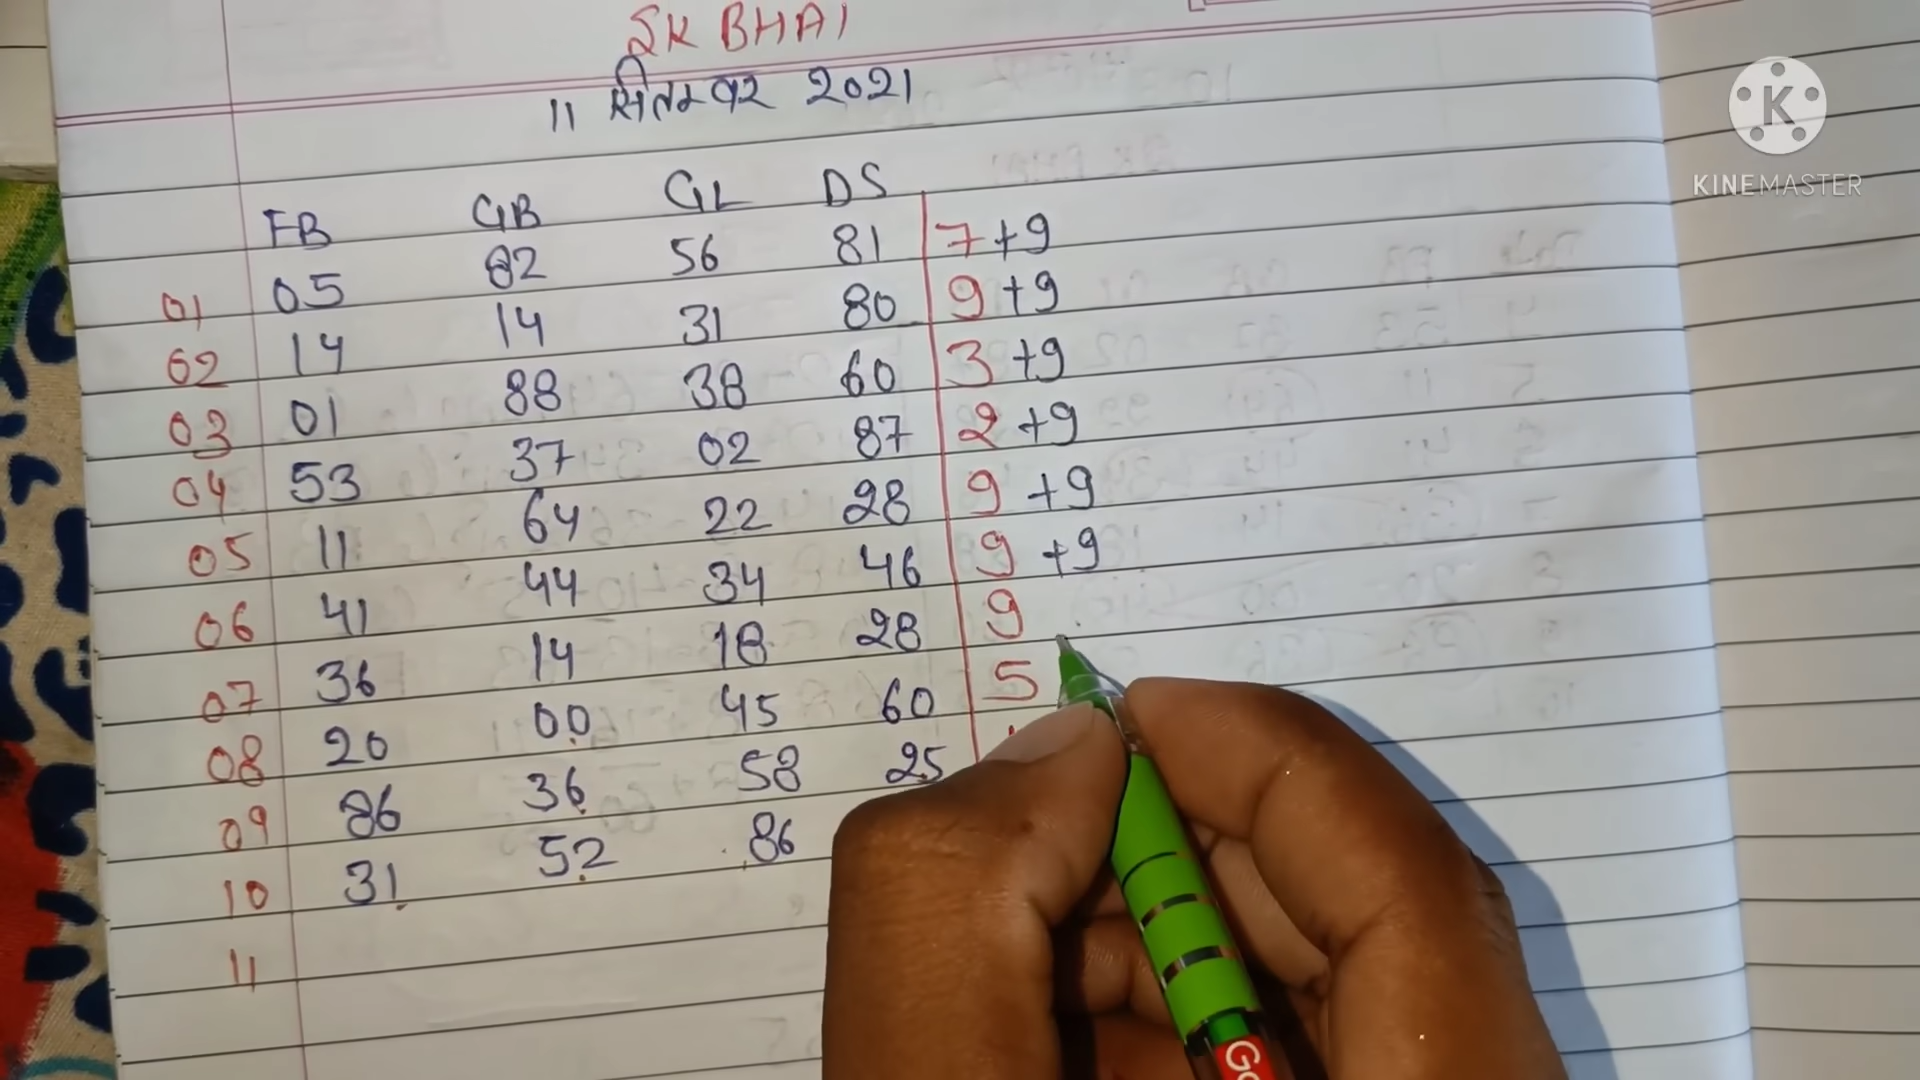 SK BHAI
11 सितम्बर 2021
FB GB GL DS
01 05 82 56 81 7 +9
02 14 14 31 80 9 +9
03 01 88 38 60 3 +9
04 53 37 02 87 2 +9
05 11 64 22 28 9 +9
06 41 44 34 46 9 +9
07 36 14 18 28 9
08 20 00 45 60 5
09 86 36 58 25
10 31 52 86
11
K
KINEMASTER
Go